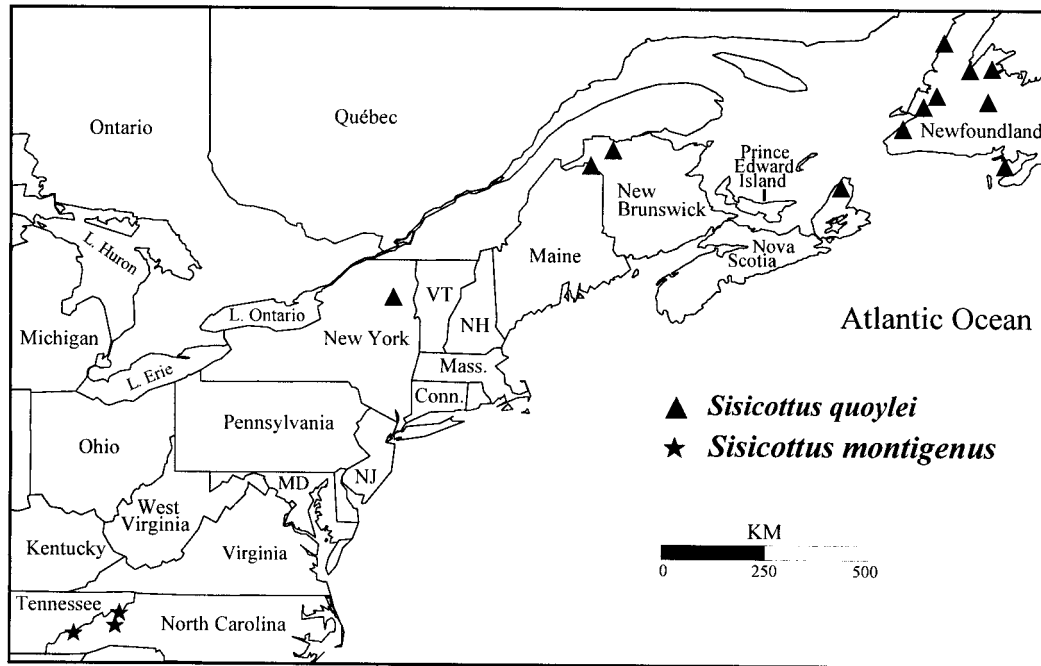 Ontario
Québec
Newfoundland
Prince
Edward
Island
New
Brunswick
L. Huron
Maine
Nova
Scotia
VT
L. Ontario
NH
Michigan
New York
Atlantic Ocean
L. Erie
Mass.
Conn.
Sisicottus quoylei
Pennsylvania
Ohio
Sisicottus montigenus
NJ
MD
West
Virginia
KM
Kentucky
Virginia
0 250 500
Tennessee
North Carolina